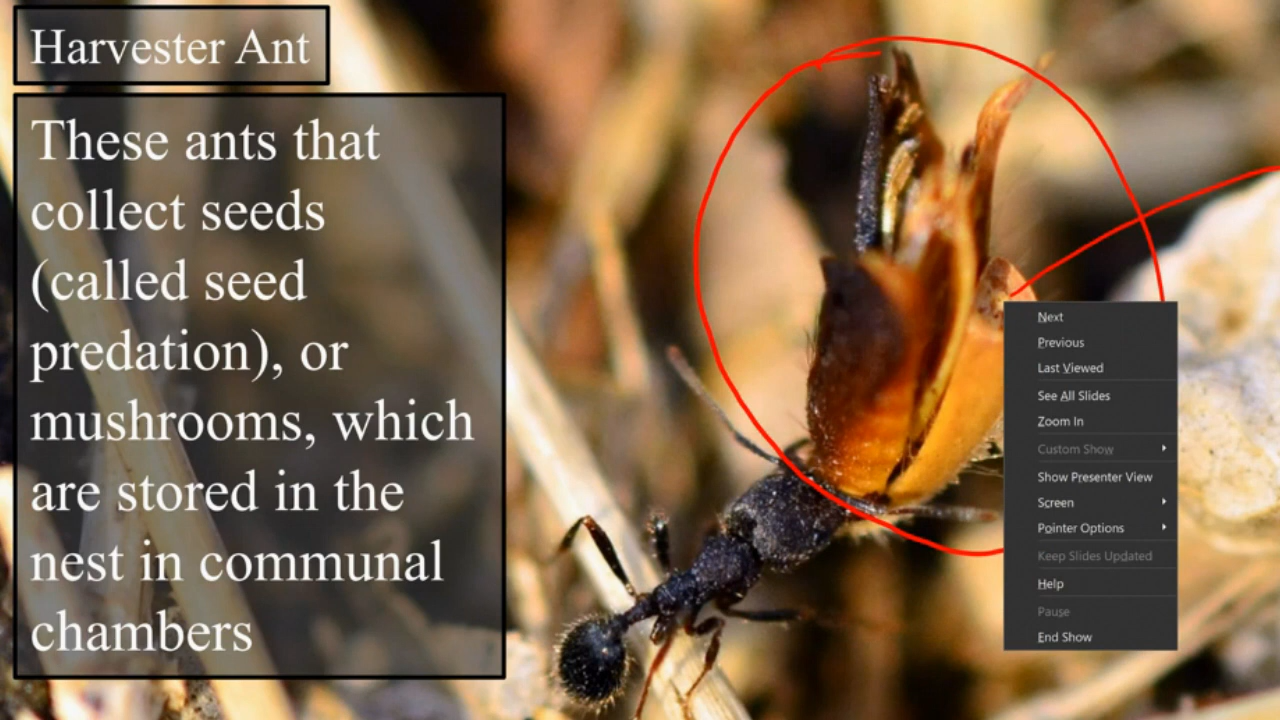 Harvester Ant
These ants that
collect seeds
(called seed
predation), or
mushrooms, which
are stored in the
nest in communal
chambers
Next
Previous
Last Viewed
See All Slides
Zoom In
Custom Show
Show Presenter View
Screen
Pointer Options
Keep Slides Updated
Help
Pause
End Show